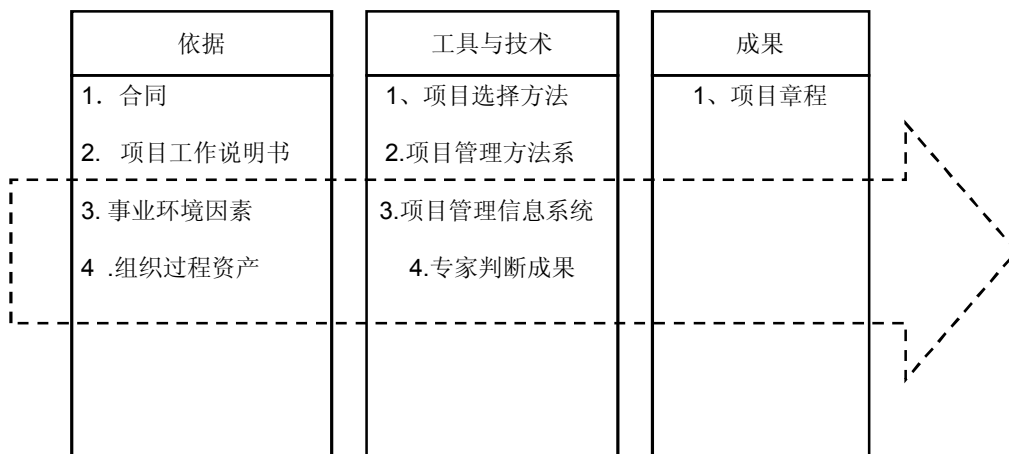 依据
1. 合同
2. 项目工作说明书
3. 事业环境因素
4 .组织过程资产
工具与技术
1、项目选择方法
2.项目管理方法系
3.项目管理信息系统
4.专家判断成果
成果
1、项目章程